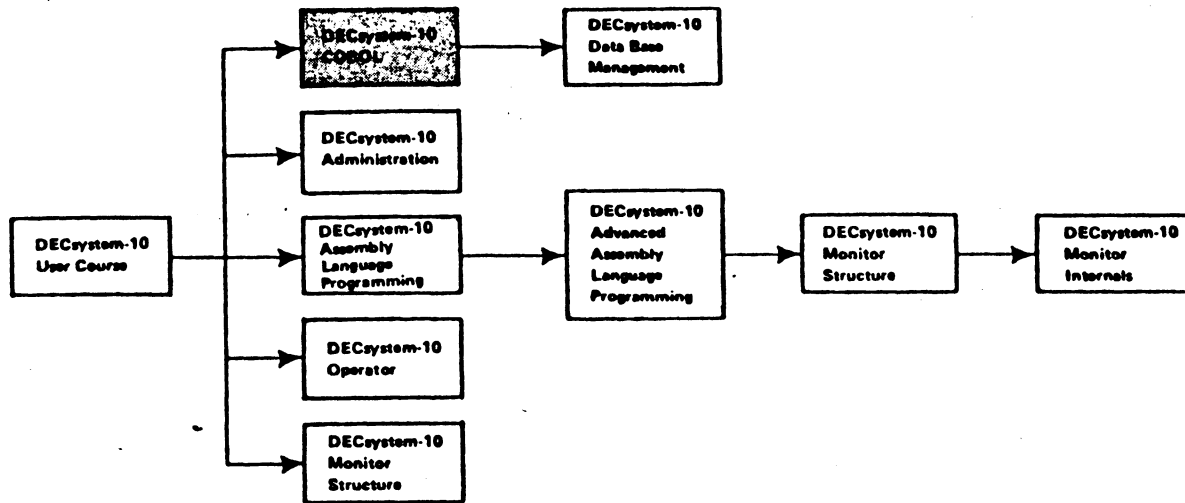 DECsystem-10
COBOL
DECsystem-10
Data Base
Management
DECsystem-10
Administration
DECsystem-10
User Course
DECsystem-10
Assembly
Language
Programming
DECsystem-10
Advanced
Assembly
Language
Programming
DECsystem-10
Monitor
Structure
DECsystem-10
Monitor
Internals
DECsystem-10
Operator
DECsystem-10
Monitor
Structure